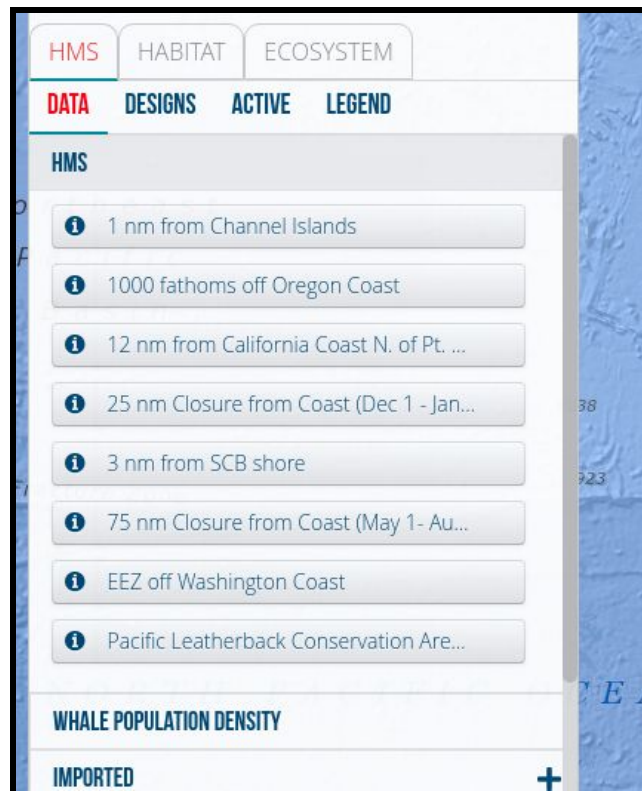 HMS HABITAT ECOSYSTEM
DATA DESIGNS ACTIVE LEGEND
HMS
1 nm from Channel Islands
1000 fathoms off Oregon Coast
12 nm from California Coast N. of Pt. ...
25 nm Closure from Coast (Dec 1 - Jan...
38
3 nm from SCB shore
923
75 nm Closure from Coast (May 1- Au...
EEZ off Washington Coast
Pacific Leatherback Conservation Are...
WHALE POPULATION DENSITY
IMPORTED +